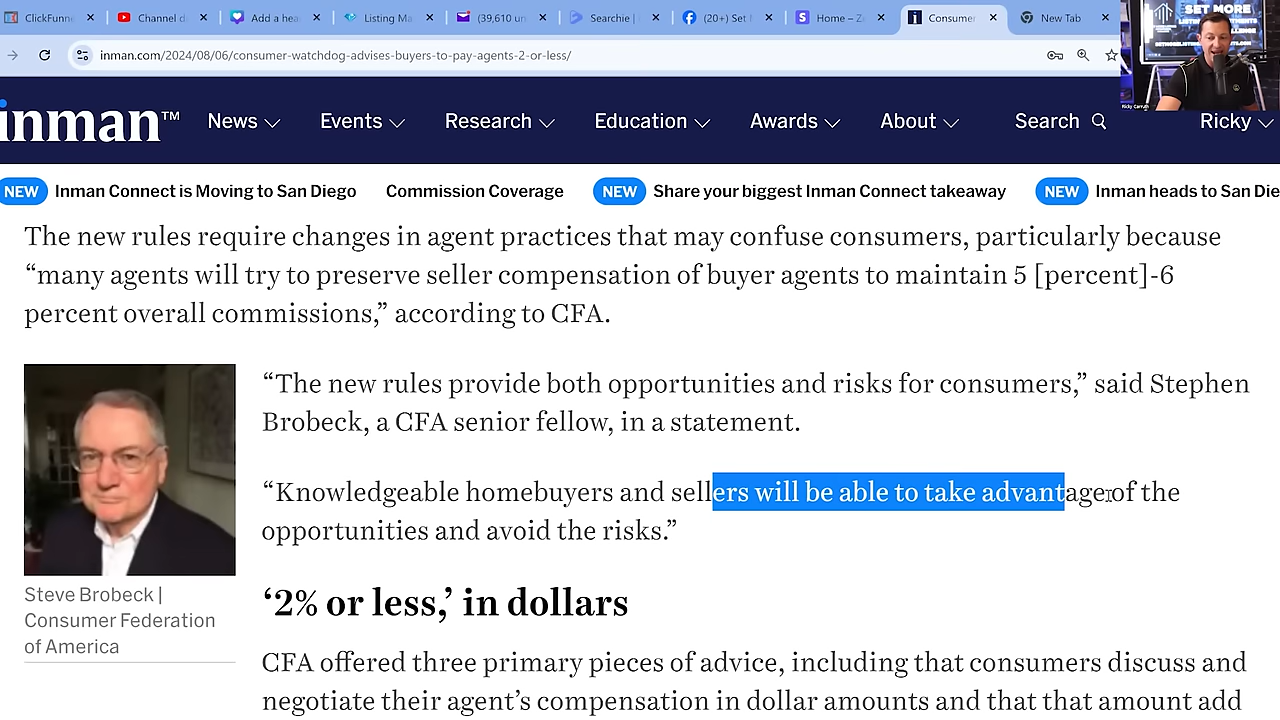 ClickFunne
Channel d
Add a hea
Listing Ma
(39,616 un
Searchie |
(20+) Set
Home – Z
Consumer
New Tab
inman.com/2024/08/06/consumer-watchdog-advises-buyers-to-pay-agents-2-or-less/
SET MORE
Ricky Carruth
inman™
News
Events
Research
Education
Awards
About
Search
Ricky
NEW Inman Connect is Moving to San Diego Commission Coverage NEW Share your biggest Inman Connect takeaway NEW Inman heads to San Die
The new rules require changes in agent practices that may confuse consumers, particularly because
“many agents will try to preserve seller compensation of buyer agents to maintain 5 [percent]-6
percent overall commissions,” according to CFA.
“The new rules provide both opportunities and risks for consumers,” said Stephen
Brobeck, a CFA senior fellow, in a statement.
“Knowledgeable homebuyers and sellers will be able to take advantage of the
opportunities and avoid the risks.”
Steve Brobeck |
Consumer Federation
of America
‘2% or less,’ in dollars
CFA offered three primary pieces of advice, including that consumers discuss and
negotiate their agent’s compensation in dollar amounts and that that amount add